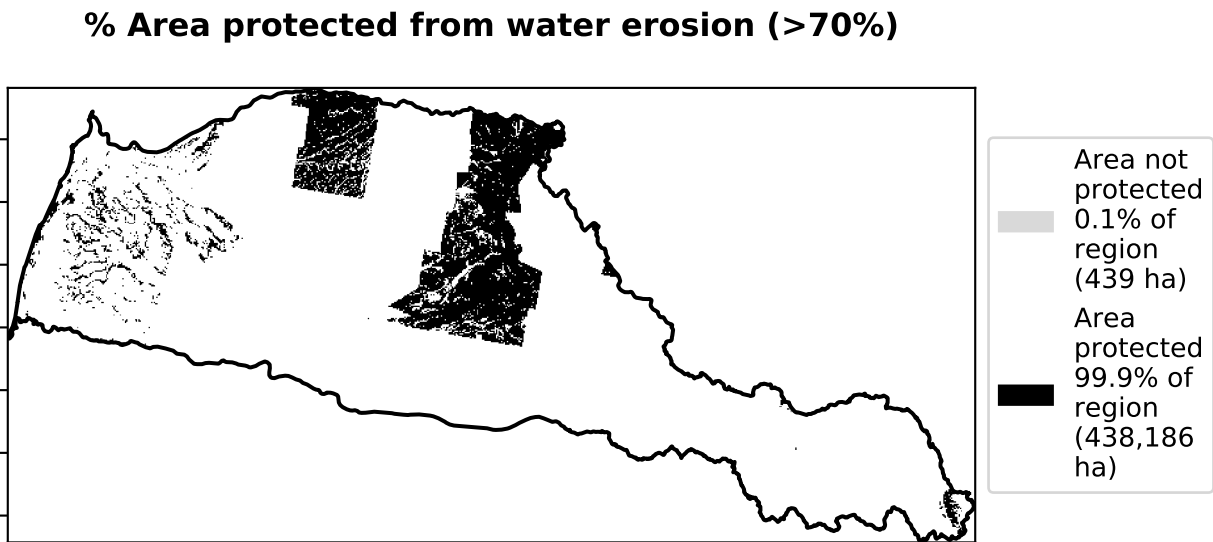 % Area protected from water erosion (>70%)
Area not
protected
0.1% of
region
(439 ha)
Area
protected
99.9% of
region
(438,186
ha)